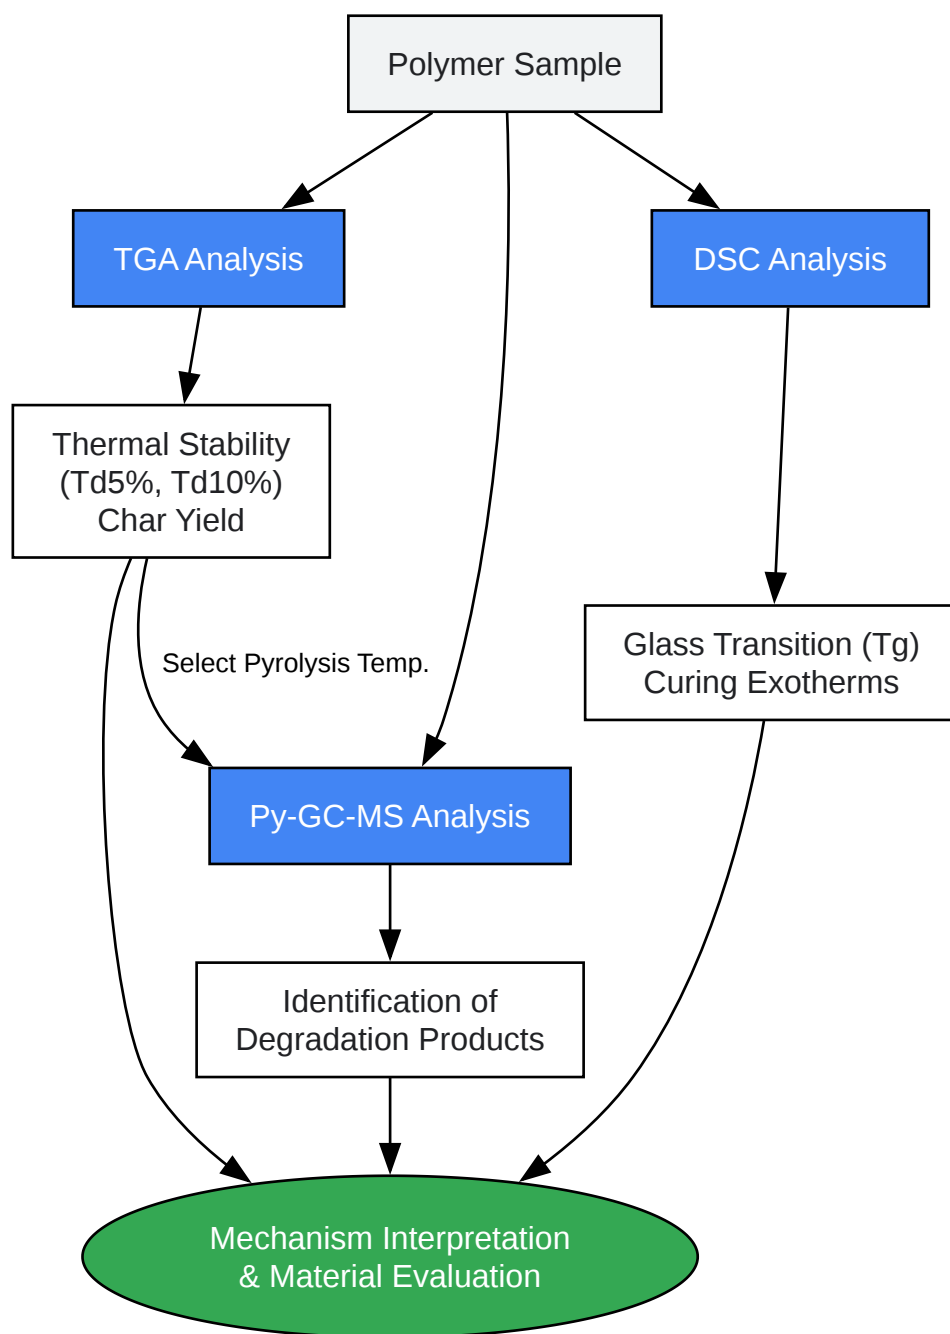 Polymer Sample
TGA Analysis
DSC Analysis
Thermal Stability
(Td5%, Td10%)
Char Yield
Glass Transition (Tg)
Curing Exotherms
Select Pyrolysis Temp.
Py-GC-MS Analysis
Identification of
Degradation Products
Mechanism Interpretation
& Material Evaluation